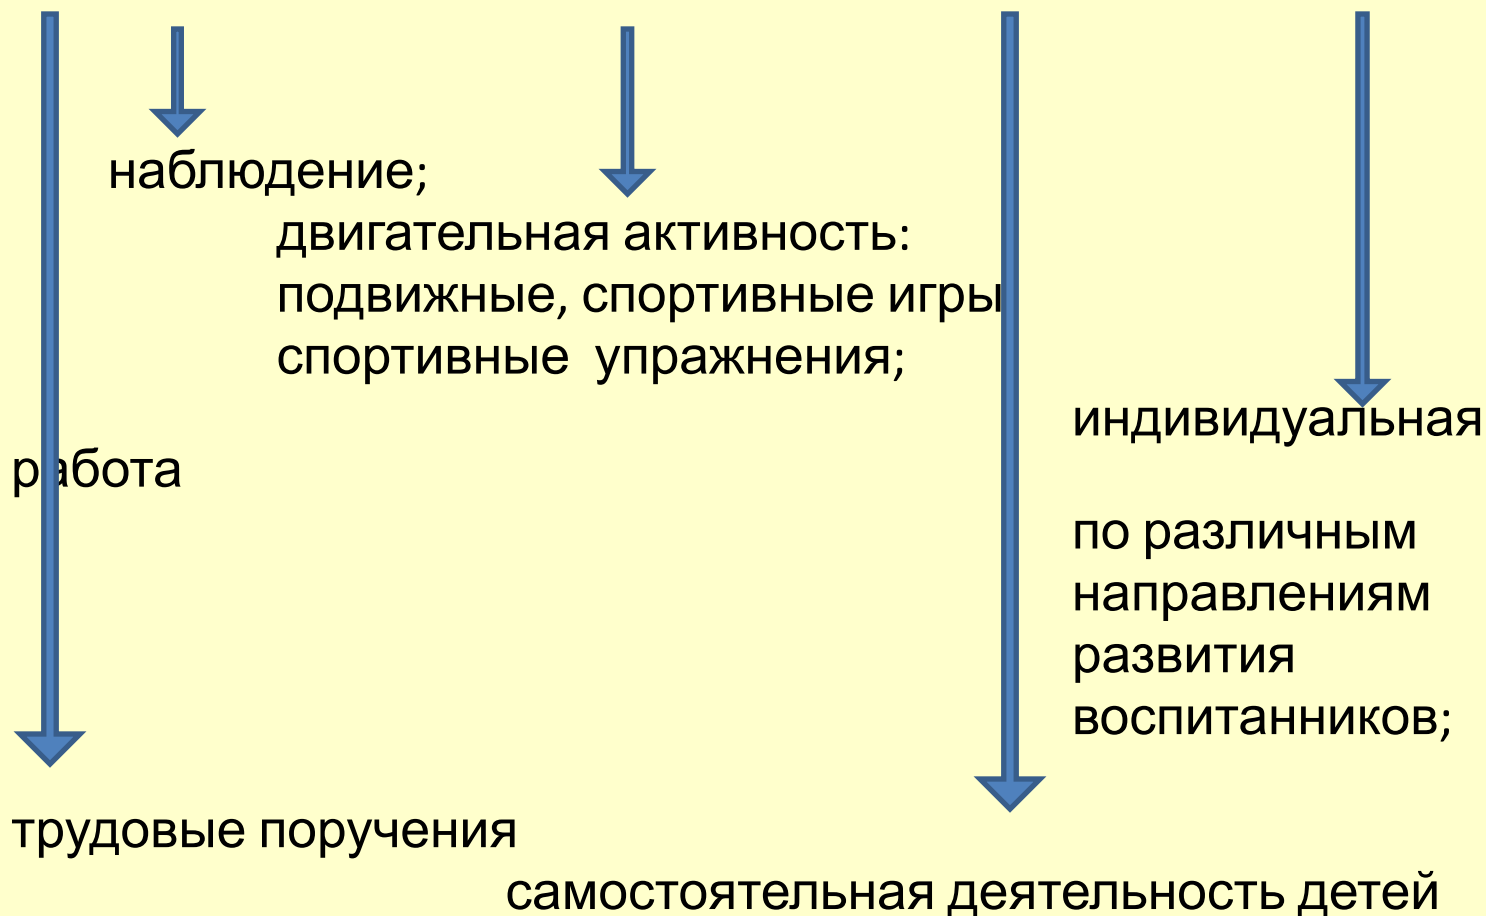 наблюдение;
двигательная активность:
подвижные, спортивные игры
спортивные упражнения;
индивидуальная
работа
по различным
направлениям
развития
воспитанников;
трудовые поручения
самостоятельная деятельность детей